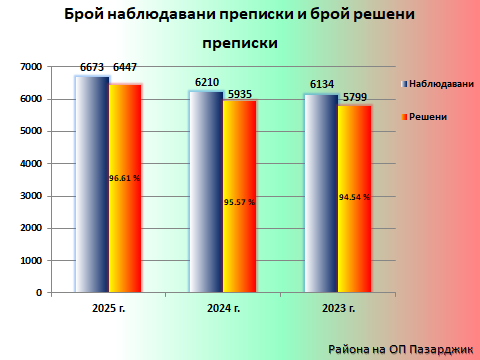 Брой наблюдавани преписки и брой решени
преписки
7000
6000
5000
4000
3000
2000
1000
0
6673 6447
6210
5935
6134
5799
96.61 %
95.57 %
94.54 %
2025 г.
2024 г.
2023 г.
Наблюдавани
Решени
Района на ОП Пазарджик